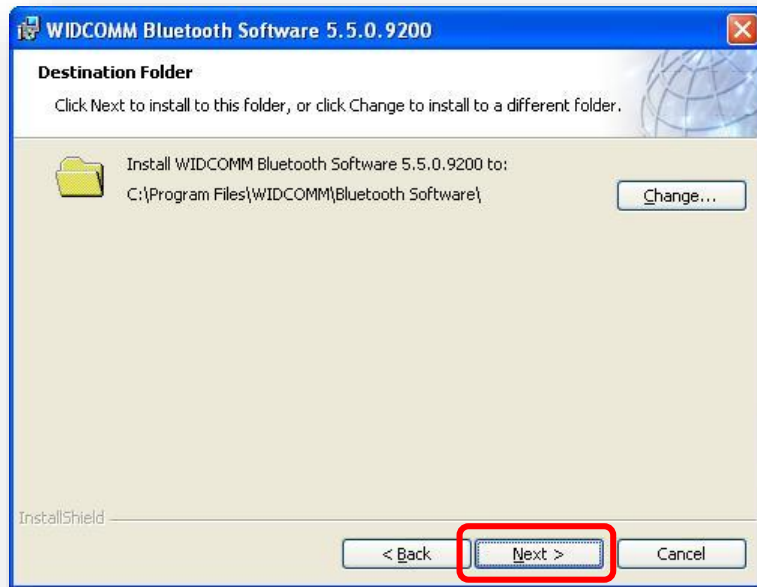 WIDCOMM Bluetooth Software 5.5.0.9200
Destination Folder
Click Next to install to this folder, or click Change to install to a different folder.
Install WIDCOMM Bluetooth Software 5.5.0.9200 to:
C:\Program Files\WIDCOMM\Bluetooth Software\
Change...
InstallShield
< Back
Next >
Cancel